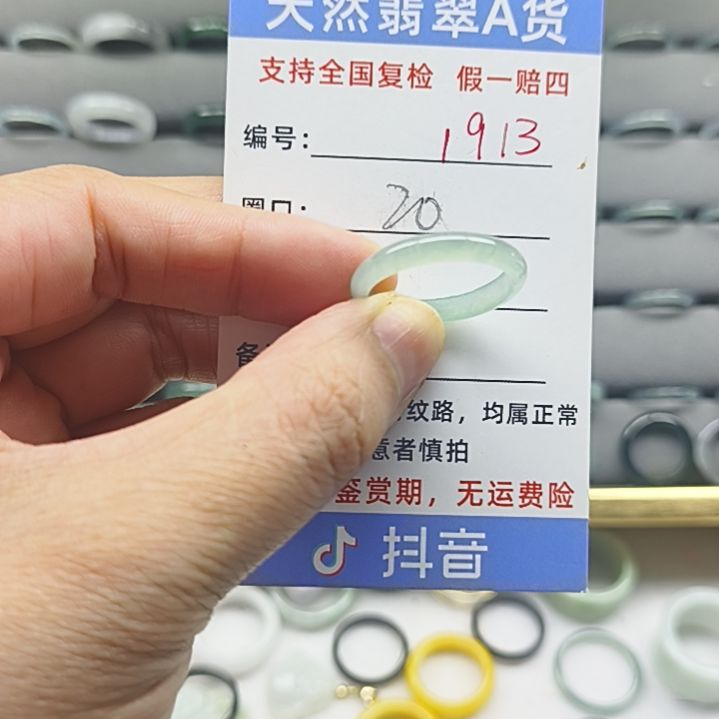 天然翡翠A货
支持全国复检 假一赔四
编号: 1913
圈口: 20
备
纹路，均属正常
意者慎拍
鉴赏期，无运费险
抖音